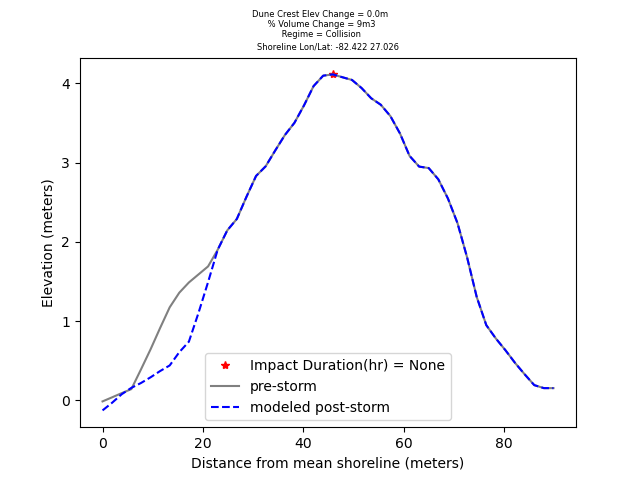 Dune Crest Elev Change = 0.0m
% Volume Change = 9m3
Regime = Collision
Shoreline Lon/Lat: -82.422 27.026
4
3
2
1
0
Elevation (meters)
Impact Duration(hr) = None
pre-storm
modeled post-storm
0 20 40 60 80
Distance from mean shoreline (meters)